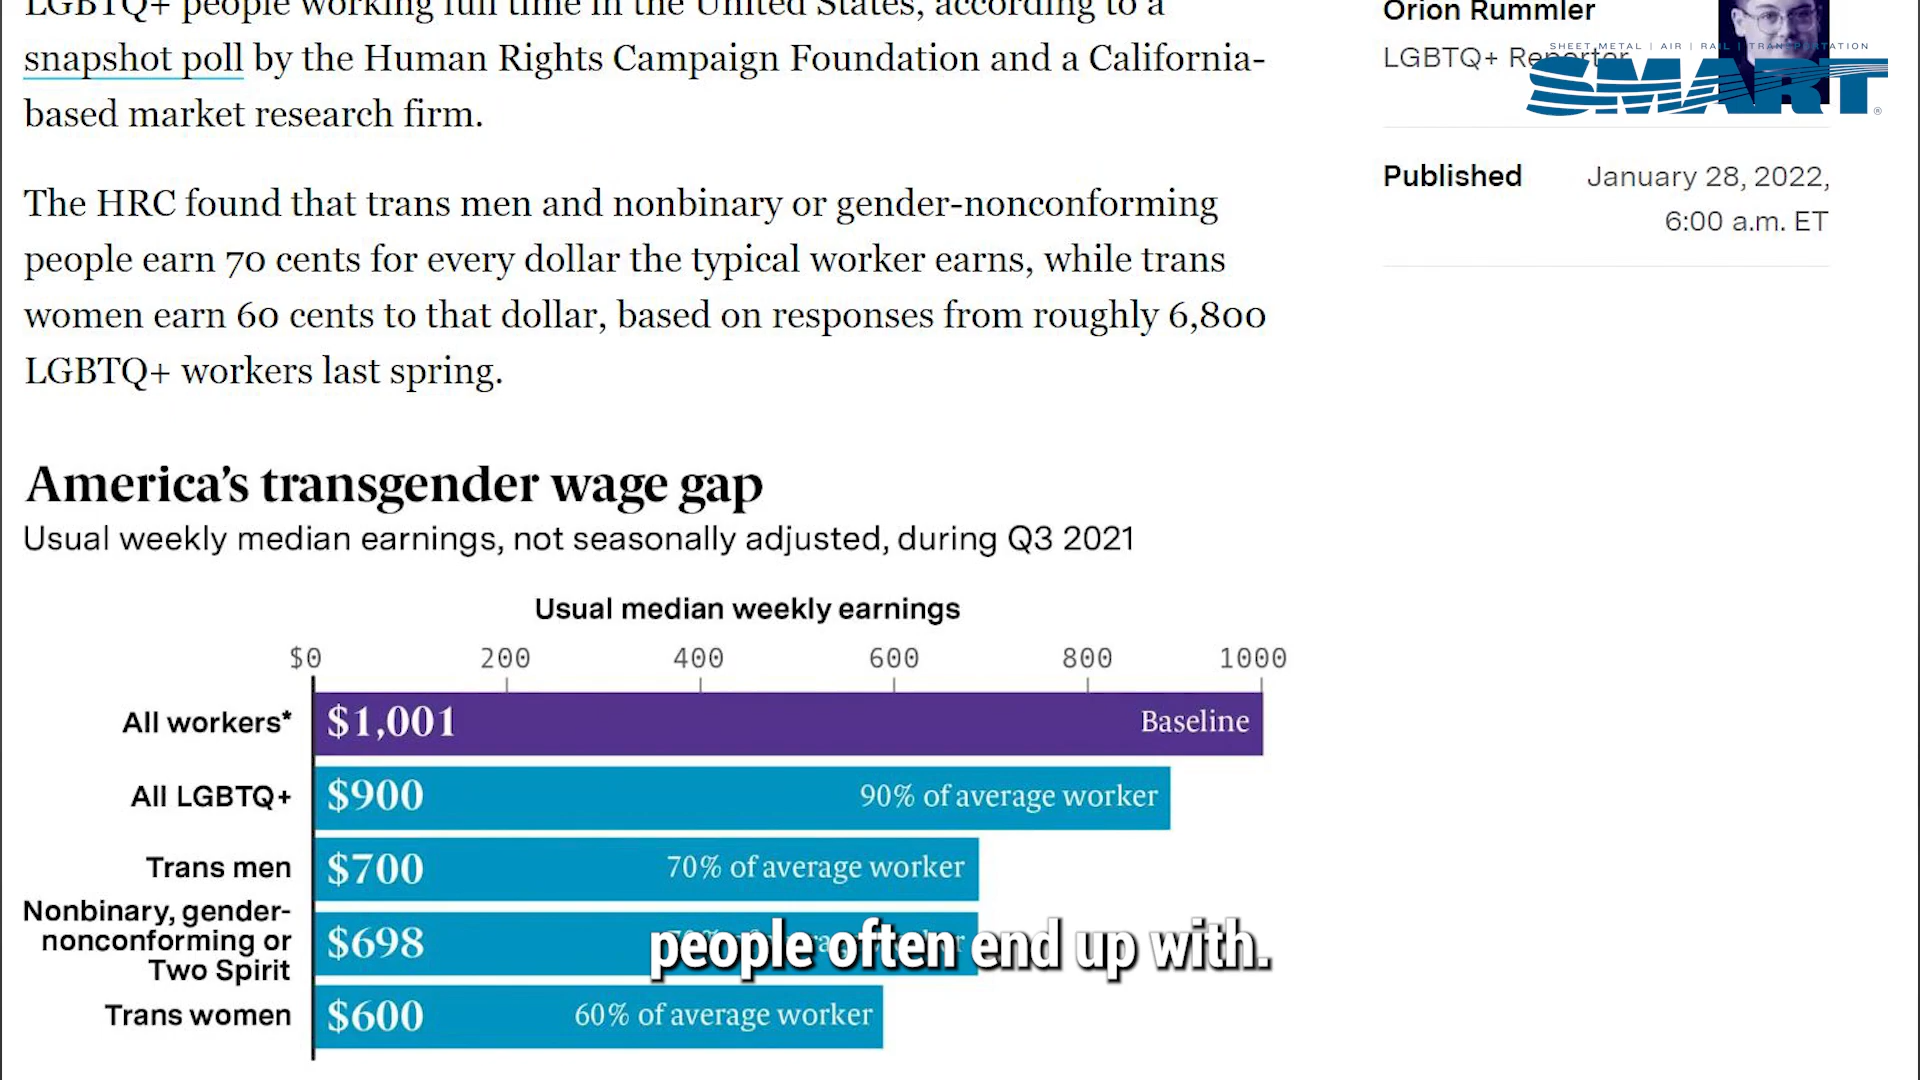 LGBTQ+ people working full time in the United States, according to a
snapshot poll by the Human Rights Campaign Foundation and a California-
based market research firm.
The HRC found that trans men and nonbinary or gender-nonconforming
people earn 70 cents for every dollar the typical worker earns, while trans
women earn 60 cents to that dollar, based on responses from roughly 6,800
LGBTQ+ workers last spring.
Orion Rummler
LGBTQ+ Reporter
SHEET METAL | AIR | RAIL | TRANSPORTATION
SMART®
Published January 28, 2022,
6:00 a.m. ET
America's transgender wage gap
Usual weekly median earnings, not seasonally adjusted, during Q3 2021
Usual median weekly earnings
$0 200 400 600 800 1000
All workers* $1,001 Baseline
All LGBTQ+ $900 90% of average worker
Trans men $700 70% of average worker
Nonbinary, gender-
nonconforming or
Two Spirit
$698
people often end up with.
Trans women $600 60% of average worker